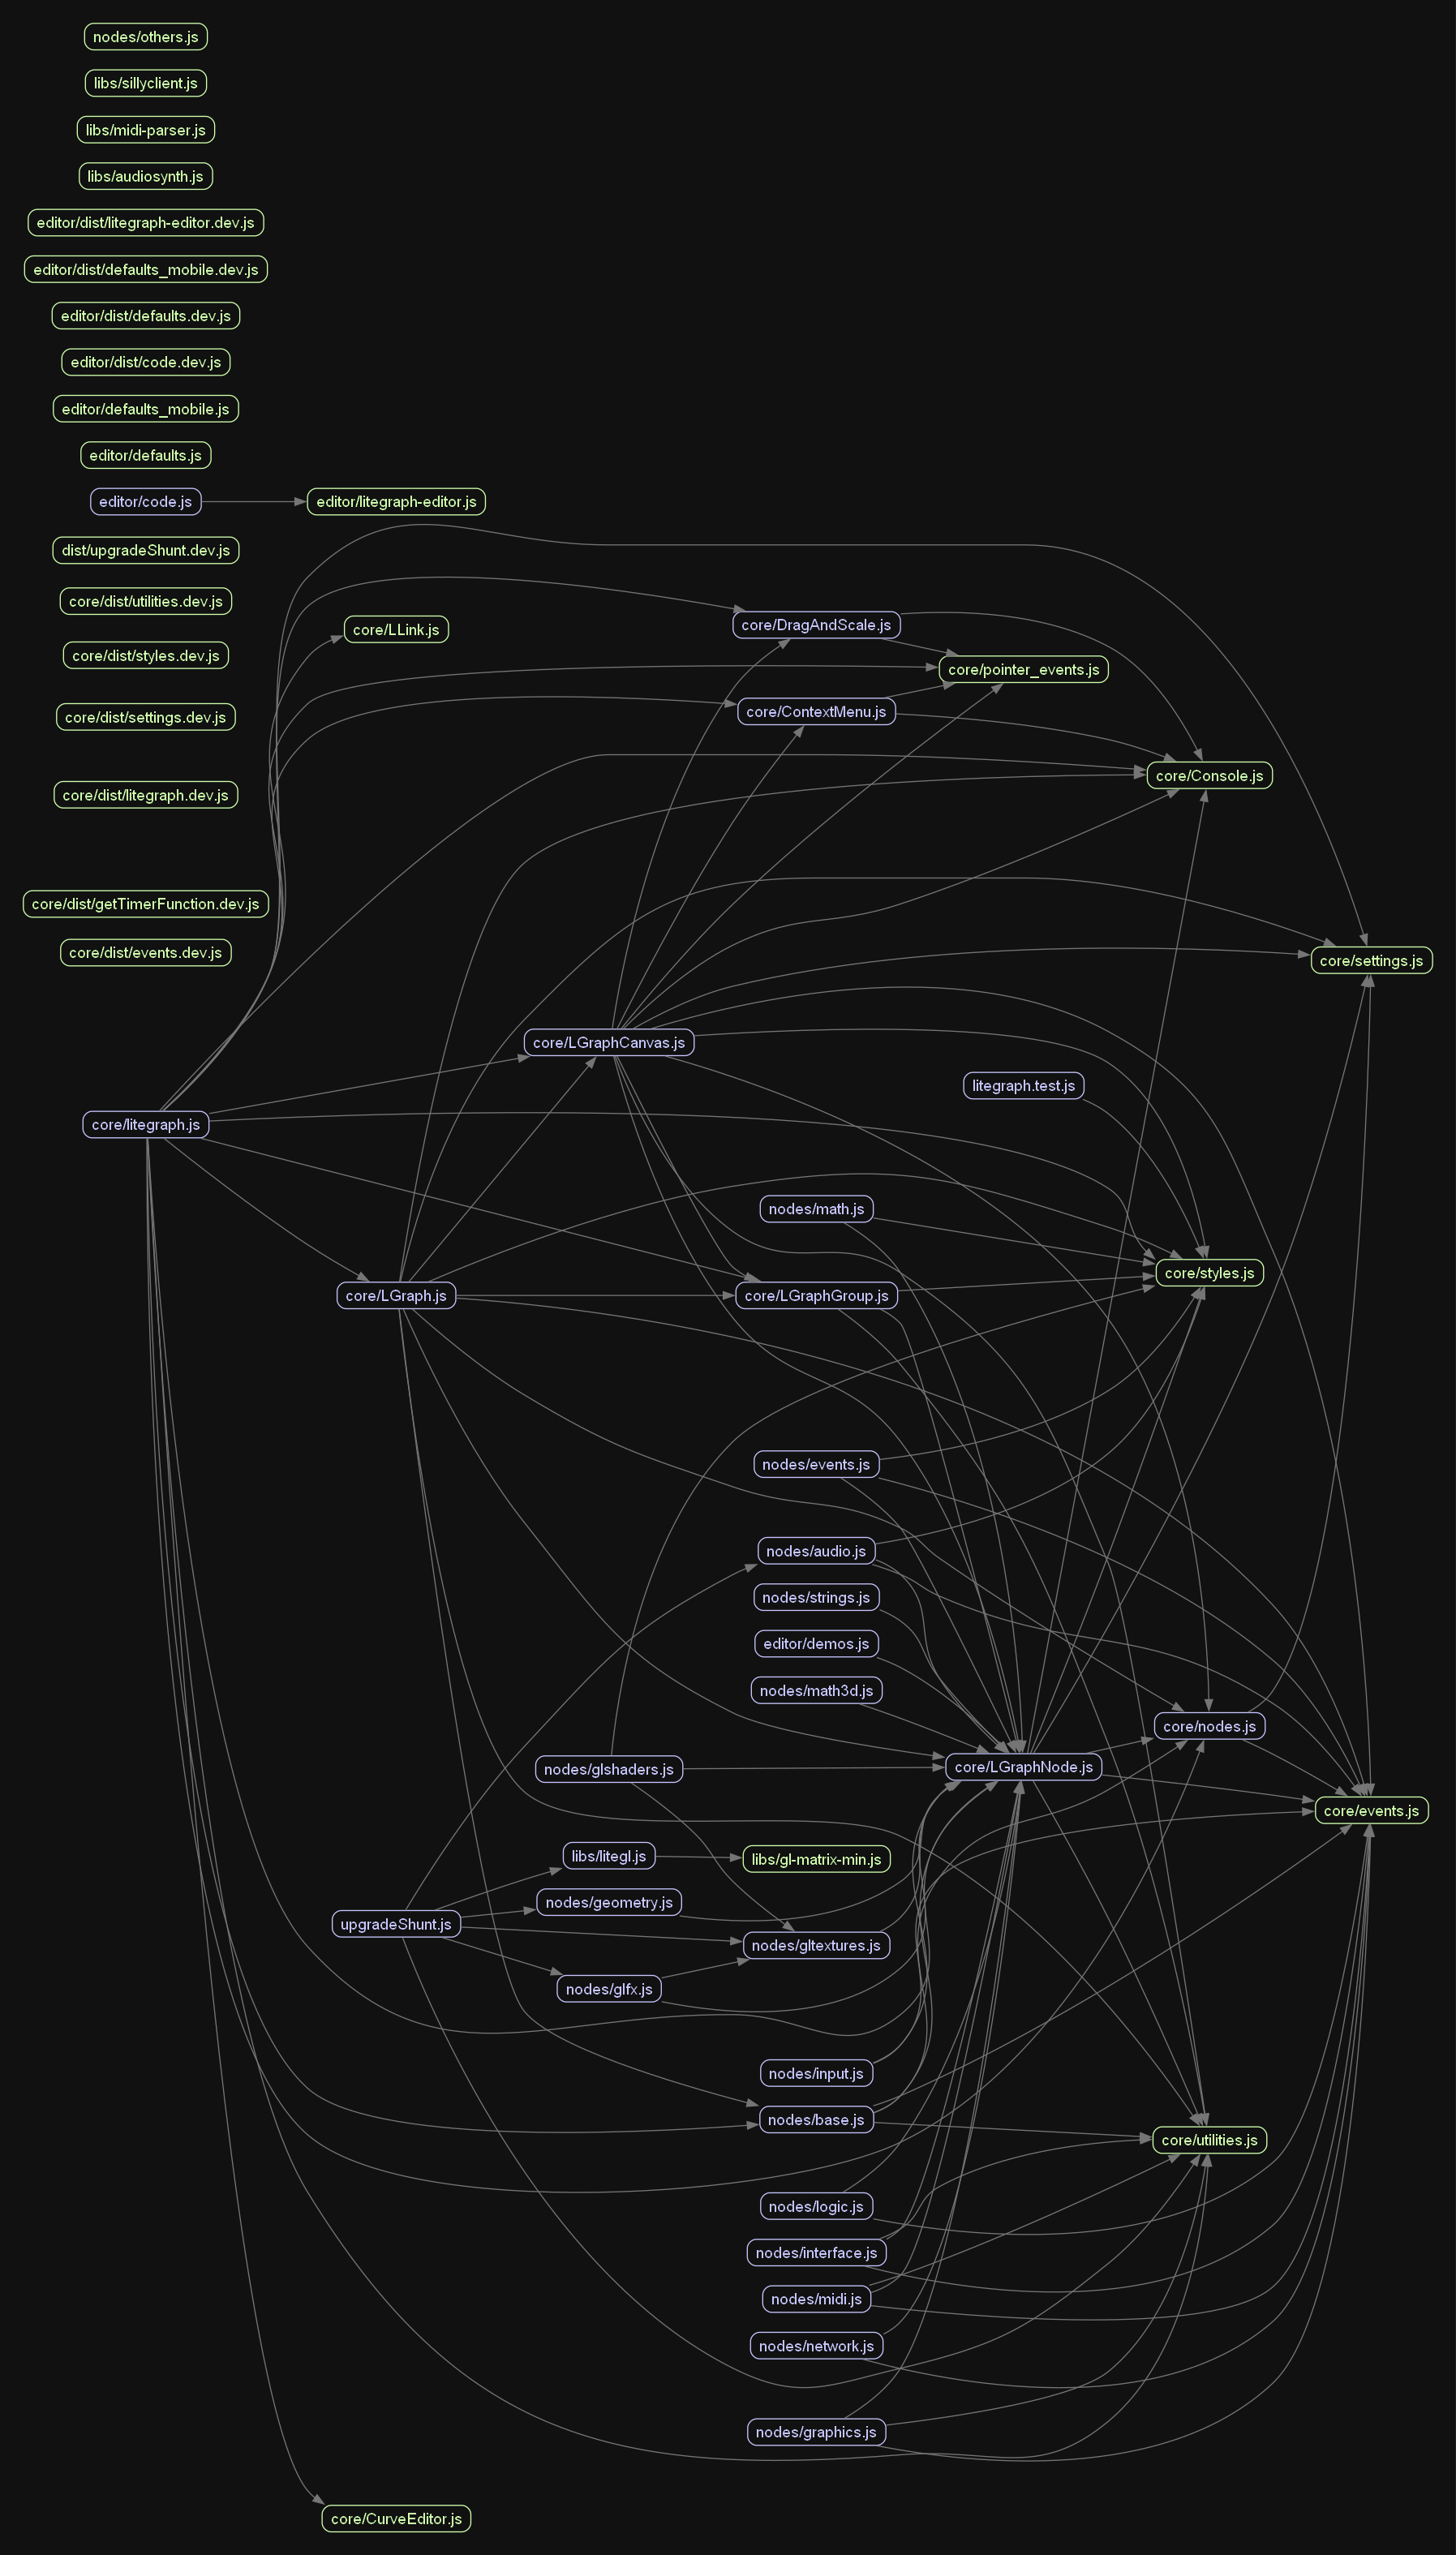 nodes/others.js
libs/sillyclient.js
libs/midi-parser.js
libs/audiosynth.js
editor/dist/litegraph-editor.dev.js
editor/dist/defaults_mobile.dev.js
editor/dist/defaults.dev.js
editor/dist/code.dev.js
editor/defaults_mobile.js
editor/defaults.js
editor/code.js
editor/litegraph-editor.js
dist/upgradeShunt.dev.js
core/dist/utilities.dev.js
core/DragAndScale.js
core/LLink.js
core/dist/styles.dev.js
core/pointer_events.js
core/ContextMenu.js
core/dist/settings.dev.js
core/Console.js
core/dist/litegraph.dev.js
core/dist/getTimerFunction.dev.js
core/dist/events.dev.js
core/settings.js
core/LGraphCanvas.js
litegraph.test.js
core/litegraph.js
nodes/math.js
core/styles.js
core/LGraph.js
core/LGraphGroup.js
nodes/events.js
nodes/audio.js
nodes/strings.js
editor/demos.js
nodes/math3d.js
core/nodes.js
core/LGraphNode.js
nodes/glshaders.js
core/events.js
libs/litegl.js
libs/gl-matrix-min.js
nodes/geometry.js
upgradeShunt.js
nodes/gltextures.js
nodes/glfx.js
nodes/input.js
nodes/base.js
core/utilities.js
nodes/logic.js
nodes/interface.js
nodes/midi.js
nodes/network.js
nodes/graphics.js
core/CurveEditor.js